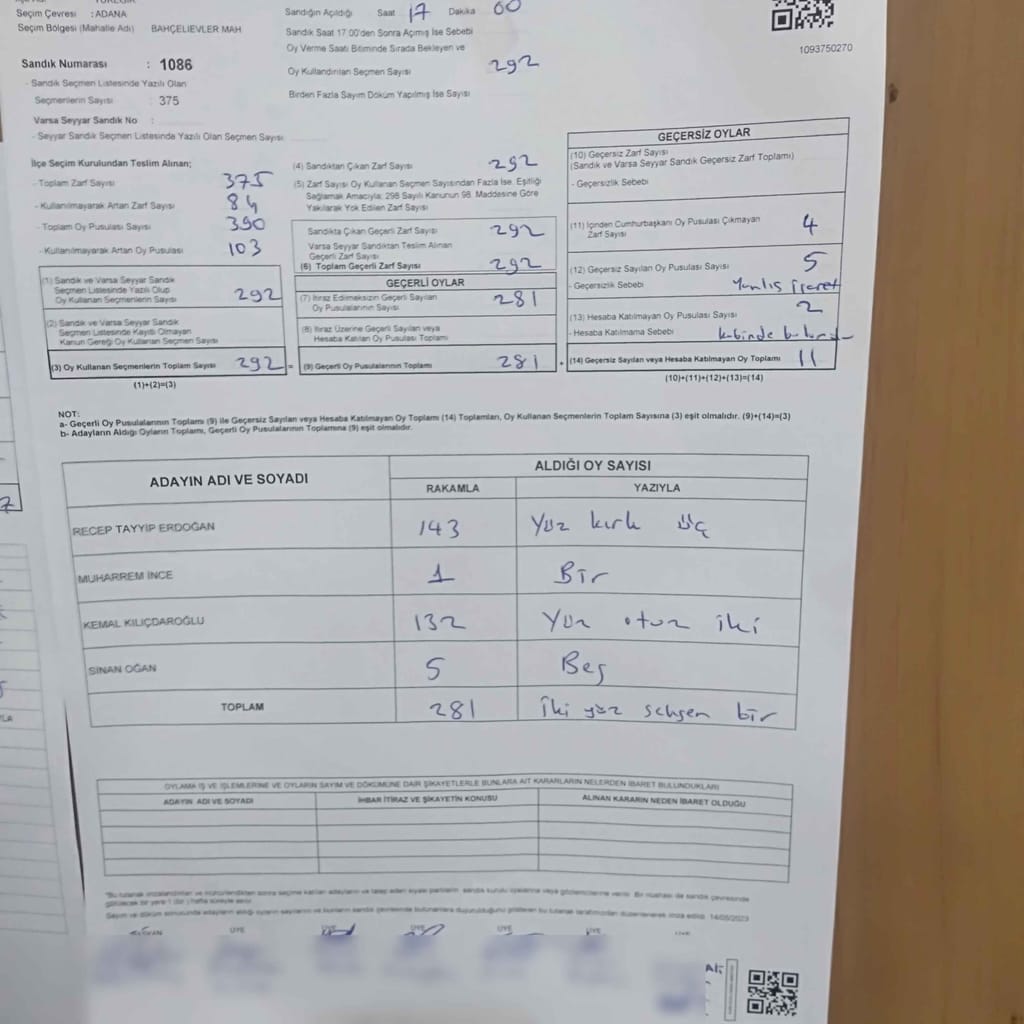 Seçim Çevresi : ADANA
Seçim Bölgesi (Mahalle Adı) BAHÇELİEVLER MAH
Sandık Numarası : 1086
- Sandık Seçmen Listesinde Yazılı Olan
Seçmenlerin Sayısı : 375
Varsa Seyyar Sandık No :
- Seyyar Sandık Seçmen Listesinde Yazılı Olan Seçmen Sayısı
Sandığın Açıldığı Saat 17 Dakika 00
Sandık Saat 17.00'den Sonra Açımış İse Sebebi
Oy Verme Saati Bitiminde Sırada Bekleyen ve
Oy Kullandırılan Seçmen Sayısı 292
Birden Fazla Sayım Döküm Yapılmış İse Sayısı
1093750270
İlçe Seçim Kurulundan Teslim Alınan;
- Toplam Zarf Sayısı 375
- Kullanılmayarak Artan Zarf Sayısı 84
- Toplam Oy Pusulası Sayısı 390
- Kullanılmayarak Artan Oy Pusulası 103
(4) Sandıktan Çıkan Zarf Sayısı 292
(5) Zarf Sayısı Oy Kullanan Seçmen Sayısından Fazla İse, Eşitliği
Sağlamak Amacıyla; 298 Sayılı Kanunun 98. Maddesine Göre
Yakılarak Yok Edilen Zarf Sayısı
Sandıkta Çıkan Geçerli Zarf Sayısı 292
Varsa Seyyar Sandıktan Teslim Alınan
Geçerli Zarf Sayısı
(6) Toplam Geçerli Zarf Sayısı 292
GEÇERSİZ OYLAR
(10) Geçersiz Zarf Sayısı
(Sandık ve Varsa Seyyar Sandık Geçersiz Zarf Toplamı)
- Geçersizlik Sebebi
(11) İçinden Cumhurbaşkanı Oy Pusulası Çıkmayan
Zarf Sayısı 4
(12) Geçersiz Sayılan Oy Pusulası Sayısı 5
- Geçersizlik Sebebi Yanlış işaret
(13) Hesaba Katılmayan Oy Pusulası Sayısı 2
- Hesaba Katılmama Sebebi kabinde
(14) Geçersiz Sayılan veya Hesaba Katılmayan Oy Toplamı 11
(10)+(11)+(12)+(13)=(14)
(1) Sandık ve Varsa Seyyar Sandık
Seçmen Listesinde Yazılı Olup
Oy Kullanan Seçmenlerin Sayısı 292
(2) Sandık ve Varsa Seyyar Sandık
Seçmen Listesinde Kayıtlı Olmayan
Kanun Gereği Oy Kullanan Seçmen Sayısı
(3) Oy Kullanan Seçmenlerin Toplam Sayısı 292 =
(1)+(2)=(3)
GEÇERLİ OYLAR
(7) İtiraz Edilmeksizin Geçerli Sayılan
Oy Pusulalarının Sayısı 281
(8) İtiraz Üzerine Geçerli Sayılan veya
Hesaba Katılan Oy Pusulası Toplamı
(9) Geçerli Oy Pusulalarının Toplamı 281 +
NOT:
a- Geçerli Oy Pusulalarının Toplamı (9) ile Geçersiz Sayılan veya Hesaba Katılmayan Oy Toplamı (14) Toplamları, Oy Kullanan Seçmenlerin Toplam Sayısına (3) eşit olmalıdır. (9)+(14)=(3)
b- Adayların Aldığı Oyların Toplamı, Geçerli Oy Pusulalarının Toplamına (9) eşit olmalıdır.
ADAYIN ADI VE SOYADI ALDIĞI OY SAYISI
RAKAMLA YAZIYLA
RECEP TAYYİP ERDOĞAN 143 Yüz kırk üç
MUHARREM İNCE 1 Bir
KEMAL KILIÇDAROĞLU 132 Yüz otuz iki
SİNAN OĞAN 5 Beş
TOPLAM 281 İki yüz seksen bir
OYLAMA İŞ VE İŞLEMLERİNE VE OYLARIN SAYIM VE DÖKÜMÜNE DAİR ŞİKAYETLERLE BUNLARA AİT KARARLARIN NELERDEN İBARET BULUNDUKLARI
ADAYIN ADI VE SOYADI İHBAR İTİRAZ VE ŞİKAYETİN KONUSU ALINAN KARARIN NEDEN İBARET OLDUĞU
14/05/2023
BAŞKAN ÜYE ÜYE ÜYE ÜYE ÜYE ÜYE